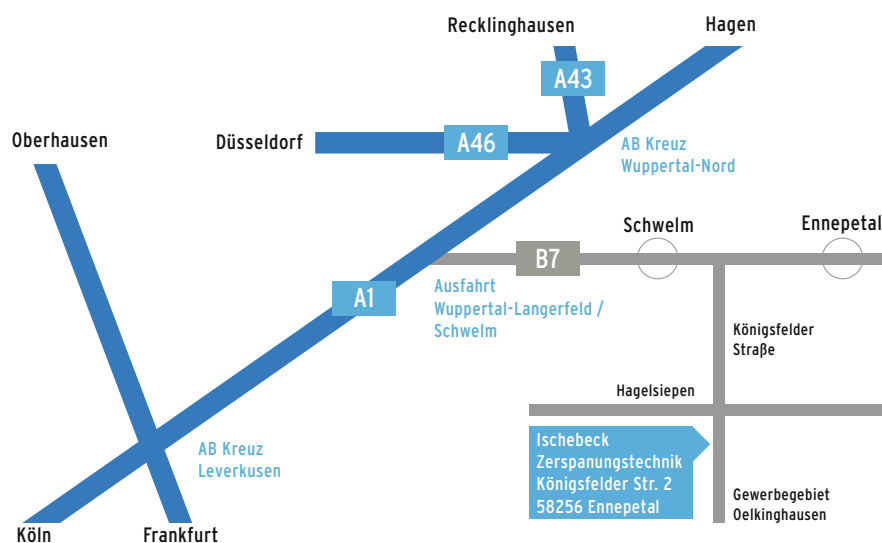 Recklinghausen
Hagen
A43
Oberhausen
Düsseldorf
A46
AB Kreuz
Wuppertal-Nord
Schwelm
Ennepetal
B7
A1
Ausfahrt
Wuppertal-Langerfeld /
Schwelm
Königsfelder
Straße
Hagelsiepen
AB Kreuz
Leverkusen
Ischebeck
Zerspanungstechnik
Königsfelder Str. 2
58256 Ennepetal
Gewerbegebiet
Oelkinghausen
Köln
Frankfurt